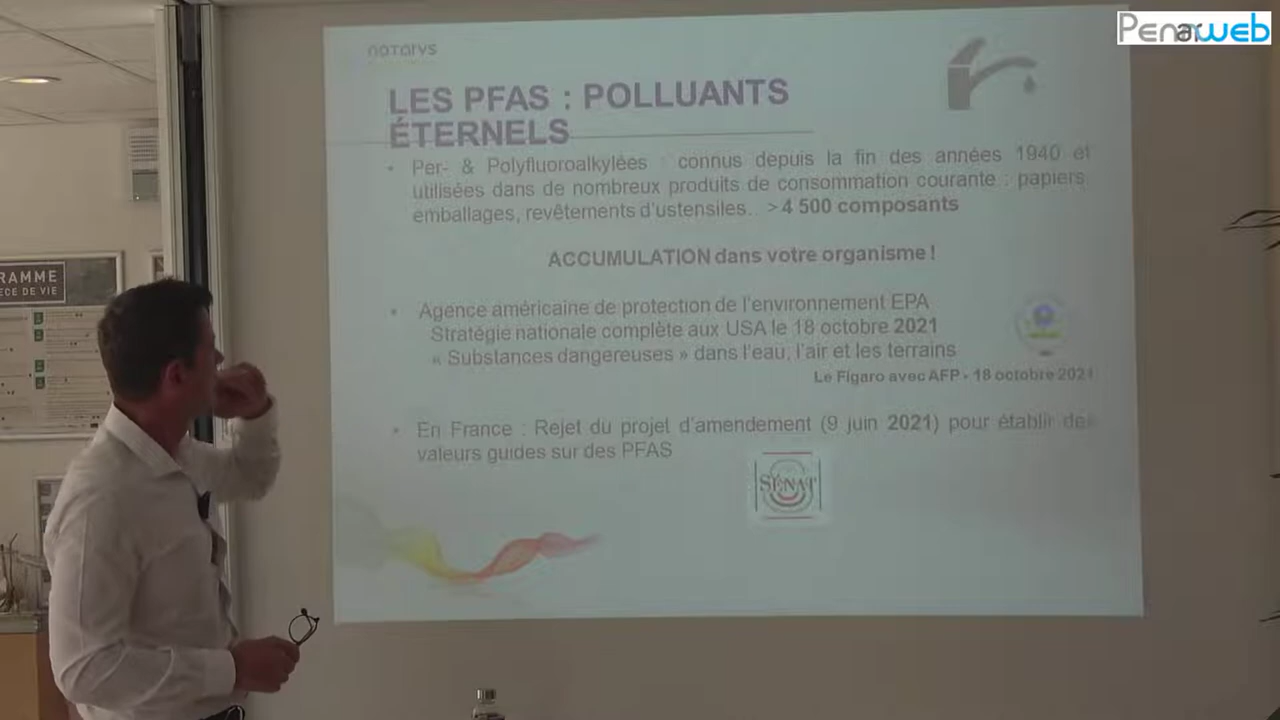 Penarweb
noTarys
LES PFAS : POLLUANTS
ÉTERNELS
• Per- & Polyfluoroalkylées : connus depuis la fin des années 1940 et
utilisées dans de nombreux produits de consommation courante : papiers,
emballages, revêtements d'ustensiles... > 4 500 composants
ACCUMULATION dans votre organisme !
• Agence américaine de protection de l'environnement EPA
Stratégie nationale complète aux USA le 18 octobre 2021
« Substances dangereuses » dans l'eau, l'air et les terrains
Le Figaro avec AFP - 18 octobre 2021
• En France : Rejet du projet d'amendement (9 juin 2021) pour établir des
valeurs guides sur des PFAS
SÉNAT
RAMME
ECE DE VIE